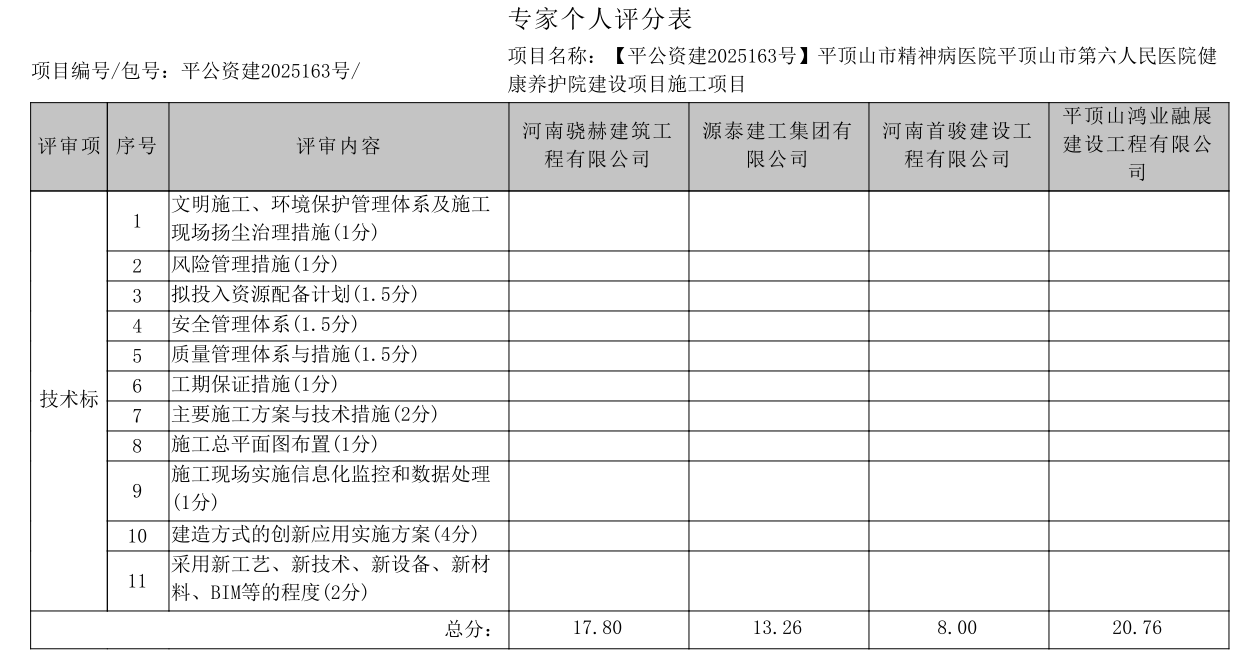 专家个人评分表
项目编号/包号：平公资建2025163号/
项目名称：【平公资建2025163号】平顶山市精神病医院平顶山市第六人民医院健
康养护院建设项目施工项目
评审项
序号
评审内容
河南骁赫建筑工
程有限公司
源泰建工集团有
限公司
河南首骏建设工
程有限公司
平顶山鸿业融展
建设工程有限公
司
技术标
1
文明施工、环境保护管理体系及施工
现场扬尘治理措施(1分)
2
风险管理措施(1分)
3
拟投入资源配备计划(1.5分)
4
安全管理体系(1.5分)
5
质量管理体系与措施(1.5分)
6
工期保证措施(1分)
7
主要施工方案与技术措施(2分)
8
施工总平面图布置(1分)
9
施工现场实施信息化监控和数据处理
(1分)
10
建造方式的创新应用实施方案(4分)
11
采用新工艺、新技术、新设备、新材
料、BIM等的程度(2分)
总分：
17.80
13.26
8.00
20.76